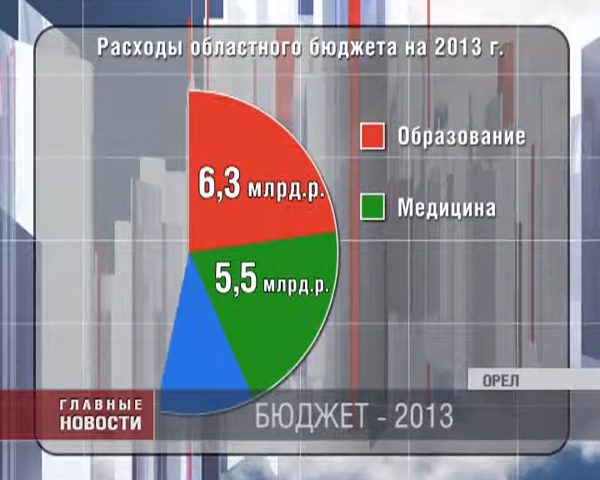 Расходы областного бюджета на 2013 г.
Образование
6,3 млрд.р.
Медицина
5,5 млрд.р.
ОРЕЛ
ГЛАВНЫЕ
НОВОСТИ
БЮДЖЕТ - 2013